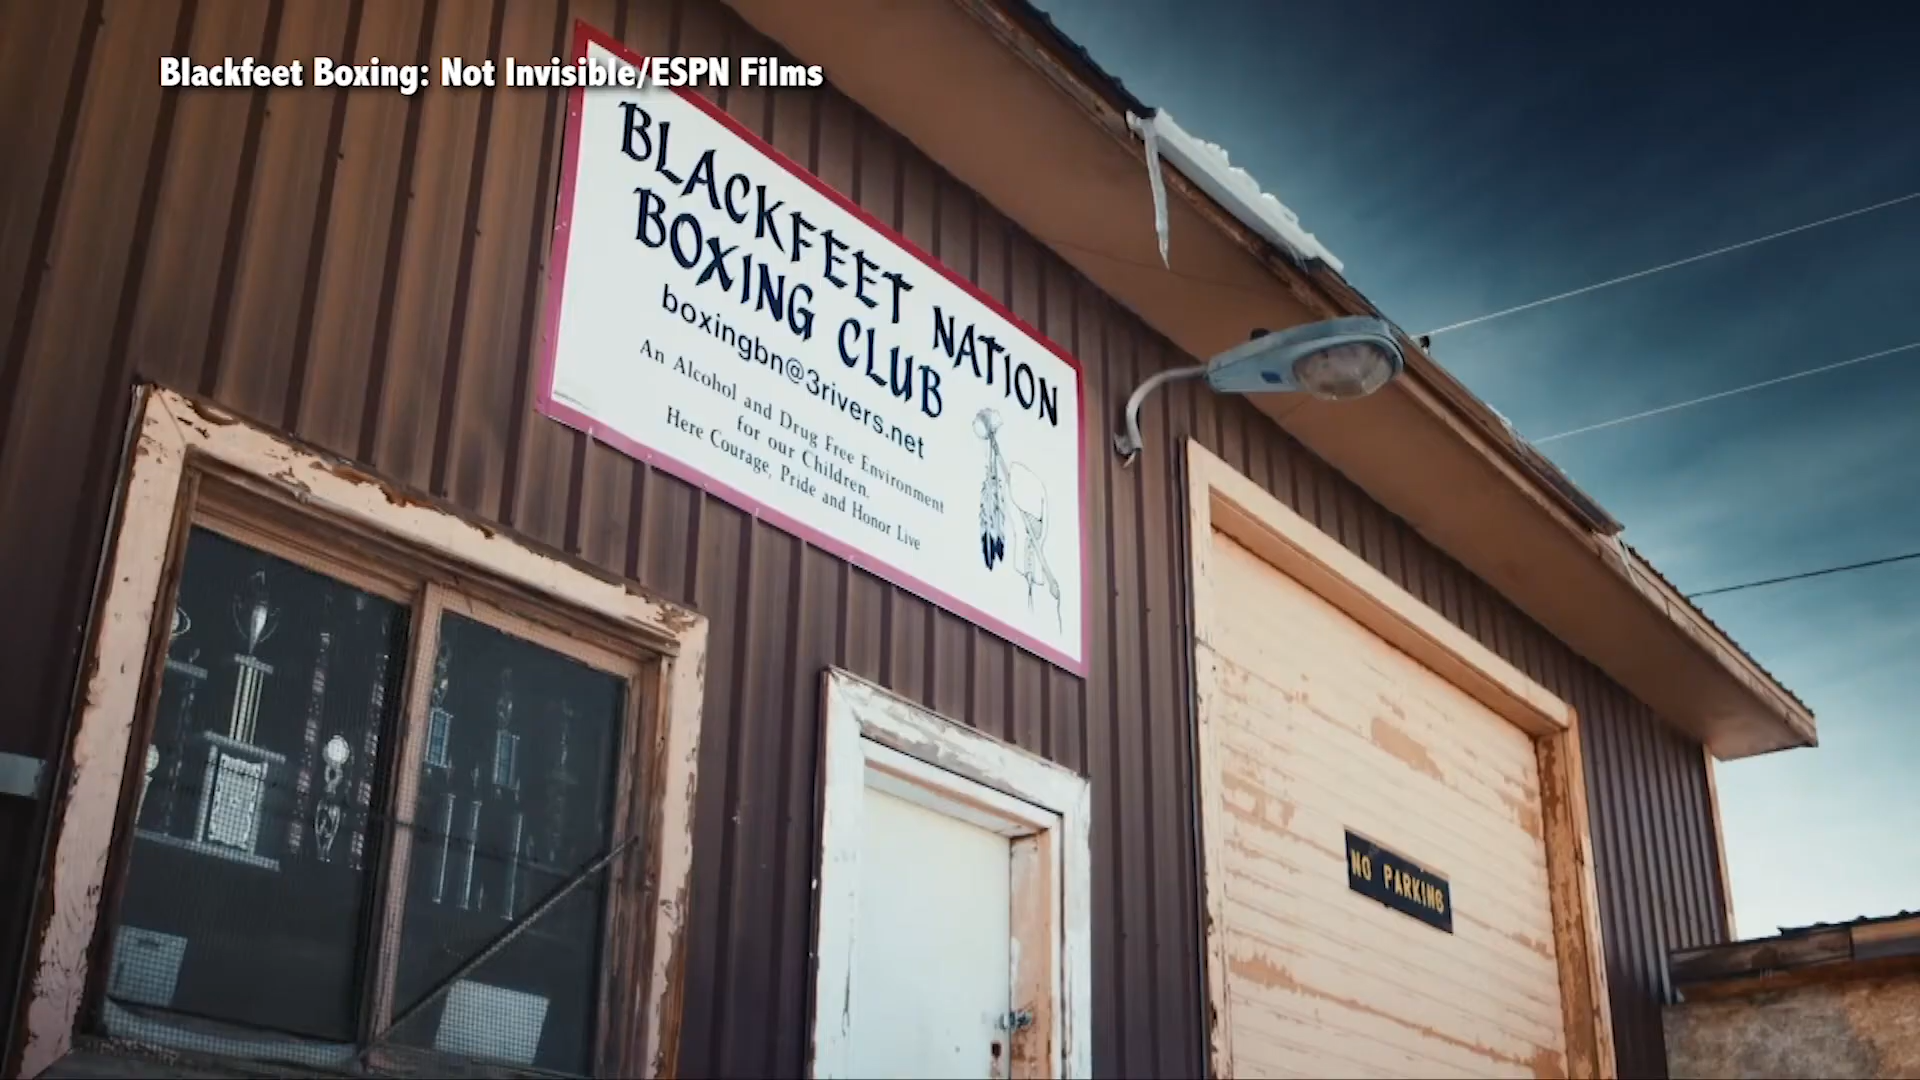 Blackfeet Boxing: Not Invisible/ESPN Films
BLACKFEET NATION
BOXING CLUB
boxingbn@3rivers.net
An Alcohol and Drug Free Environment
for our Children.
Here Courage, Pride and Honor Live
NO PARKING